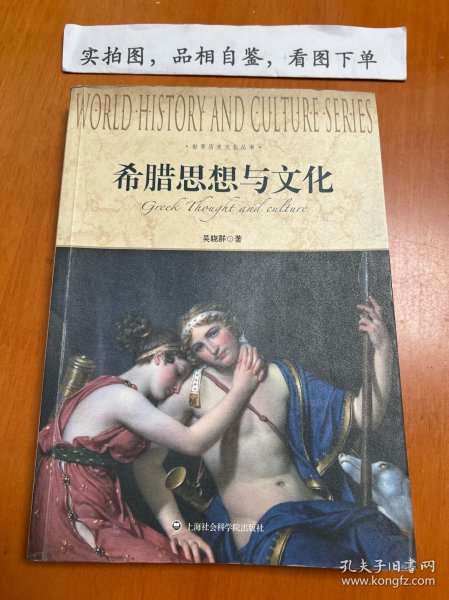 实拍图，品相自鉴，看图下单
WORLD·HISTORY AND CULTURE·SERIES
·世界历史文化丛书·
希腊思想与文化
Greek Thought and culture
吴晓群◎著
上海社会科学院出版社
孔夫子旧书网
www.kongfz.com